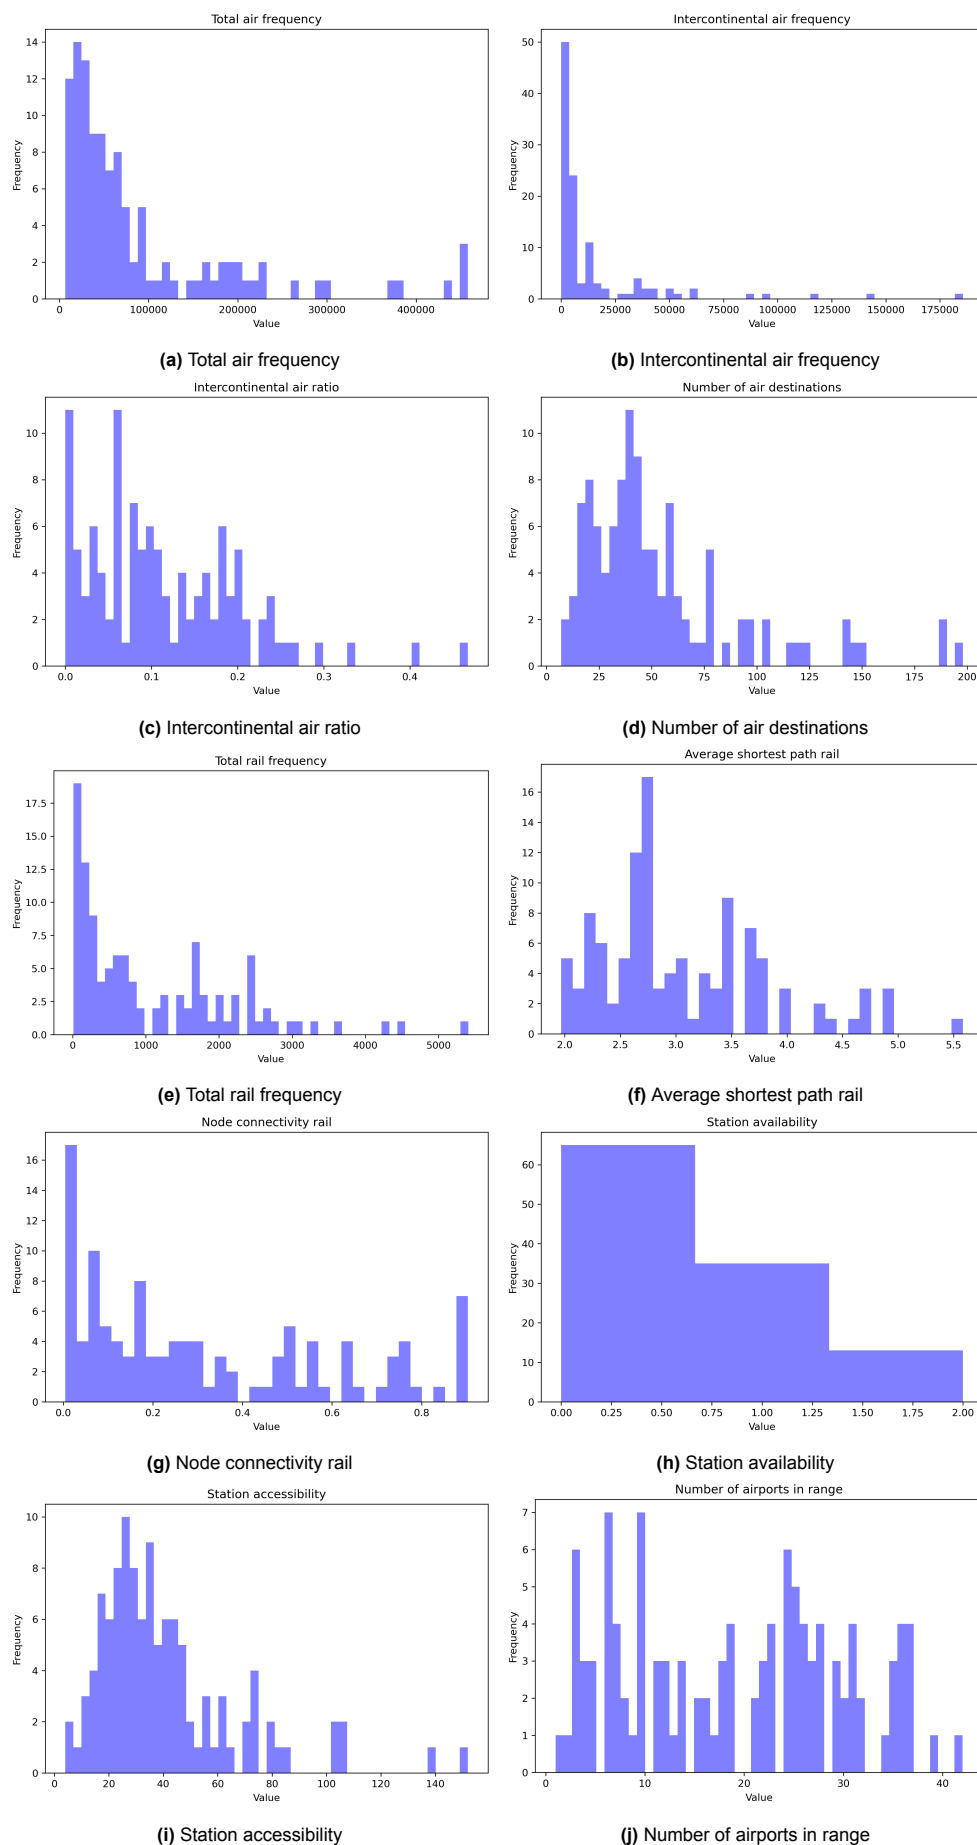 Total air frequency
Frequency
14
12
10
8
6
4
2
0
0 100000 200000 300000 400000
Value
(a) Total air frequency
Intercontinental air frequency
Frequency
50
40
30
20
10
0
0 25000 50000 75000 100000 125000 150000 175000
Value
(b) Intercontinental air frequency
Intercontinental air ratio
Frequency
10
8
6
4
2
0
0.0 0.1 0.2 0.3 0.4
Value
(c) Intercontinental air ratio
Number of air destinations
Frequency
10
8
6
4
2
0
25 50 75 100 125 150 175 200
Value
(d) Number of air destinations
Total rail frequency
Frequency
17.5
15.0
12.5
10.0
7.5
5.0
2.5
0.0
0 1000 2000 3000 4000 5000
Value
(e) Total rail frequency
Average shortest path rail
Frequency
16
14
12
10
8
6
4
2
0
2.0 2.5 3.0 3.5 4.0 4.5 5.0 5.5
Value
(f) Average shortest path rail
Node connectivity rail
Frequency
16
14
12
10
8
6
4
2
0
0.0 0.2 0.4 0.6 0.8
Value
(g) Node connectivity rail
Station availability
Frequency
60
50
40
30
20
10
0
0.00 0.25 0.50 0.75 1.00 1.25 1.50 1.75 2.00
Value
(h) Station availability
Station accessibility
Frequency
10
8
6
4
2
0
0 20 40 60 80 100 120 140
Value
(i) Station accessibility
Number of airports in range
Frequency
7
6
5
4
3
2
1
0
0 10 20 30 40
Value
(j) Number of airports in range